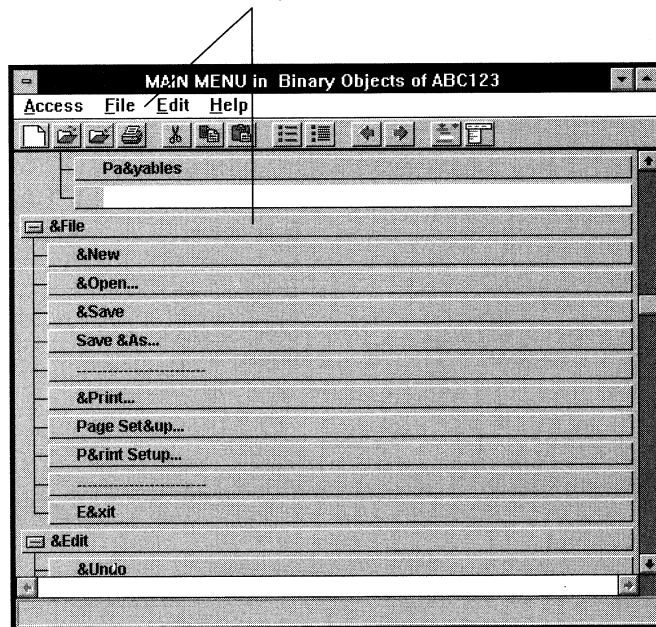 MAIN MENU in Binary Objects of ABC123
Access File Edit Help
Pa&yables
&File
&New
&Open...
&Save
Save &As...
-------------------------
&Print...
Page Set&up...
P&rint Setup...
-------------------------
E&xit
&Edit
&Undo